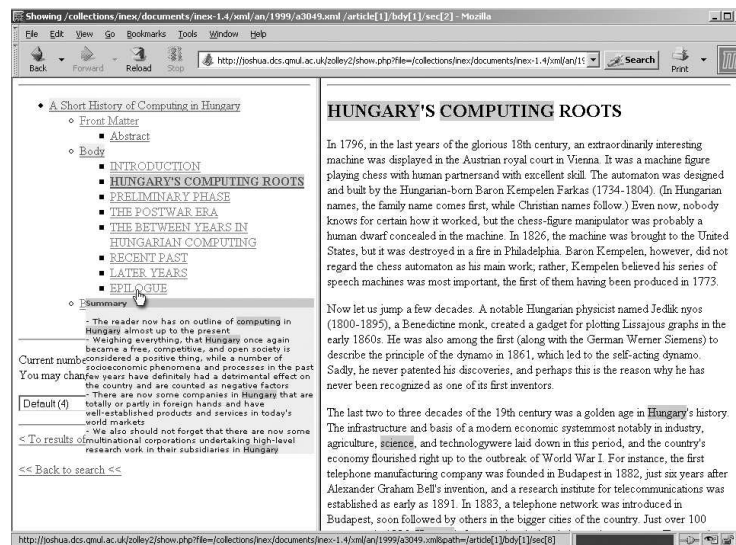 Showing /collections/inex/documents/inex-1.4/xml/an/1999/a3049.xml /article[1]/bdy[1]/sec[2] - Mozilla
File Edit View Go Bookmarks Tools Window Help
Back Forward Reload Stop http://joshua.dcs.qmul.ac.uk/zolley2/show.php?file=/collections/inex/documents/inex-1.4/xml/an/19 Search Print
A Short History of Computing in Hungary
Front Matter
Abstract
Body
INTRODUCTION
HUNGARY'S COMPUTING ROOTS
PRELIMINARY PHASE
THE POSTWAR ERA
THE BETWEEN YEARS IN
HUNGARIAN COMPUTING
RECENT PAST
LATER YEARS
EPILOGUE
Summary
- The reader now has on outline of computing in
Hungary almost up to the present
- Weighing everything, that Hungary once again
became a free, competitive, and open society is
considered a positive thing, while a number of
socioeconomic phenomena and processes in the past
few years have definitely had a detrimental effect on
the country and are counted as negative factors
- There are now some companies in Hungary that are
totally or partly in foreign hands and have
well-established products and services in today's
world markets
- We also should not forget that there are now some
multinational corporations undertaking high-level
research work in their subsidiaries in Hungary
Current numbe
You may chan
Default (4)
< To results of
<< Back to search <<
HUNGARY'S COMPUTING ROOTS
In 1796, in the last years of the glorious 18th century, an extraordinarily interesting
machine was displayed in the Austrian royal court in Vienna. It was a machine figure
playing chess with human partnersand with excellent skill. The automaton was designed
and built by the Hungarian-born Baron Kempelen Farkas (1734-1804). (In Hungarian
names, the family name comes first, while Christian names follow.) Even now, nobody
knows for certain how it worked, but the chess-figure manipulator was probably a
human dwarf concealed in the machine. In 1826, the machine was brought to the United
States, but it was destroyed in a fire in Philadelphia. Baron Kempelen, however, did not
regard the chess automaton as his main work; rather, Kempelen believed his series of
speech machines was most important, the first of them having been produced in 1773.
Now let us jump a few decades. A notable Hungarian physicist named Jedlik nyos
(1800-1895), a Benedictine monk, created a gadget for plotting Lissajous graphs in the
early 1860s. He was also among the first (along with the German Werner Siemens) to
describe the principle of the dynamo in 1861, which led to the self-acting dynamo.
Sadly, he never patented his discoveries, and perhaps this is the reason why he has
never been recognized as one of its first inventors.
The last two to three decades of the 19th century was a golden age in Hungary's history.
The infrastructure and basis of a modern economic systemmost notably in industry,
agriculture, science, and technologywere laid down in this period, and the country's
economy flourished right up to the outbreak of World War I. For instance, the first
telephone manufacturing company was founded in Budapest in 1882, just six years after
Alexander Graham Bell's invention, and a research institute for telecommunications was
established as early as 1891. In 1883, a telephone network was introduced in
Budapest, soon followed by others in the bigger cities of the country. Just over 100
http://joshua.dcs.qmul.ac.uk/zolley2/show.php?file=/collections/inex/documents/inex-1.4/xml/an/1999/a3049.xml&path=/article[1]/bdy[1]/sec[8]